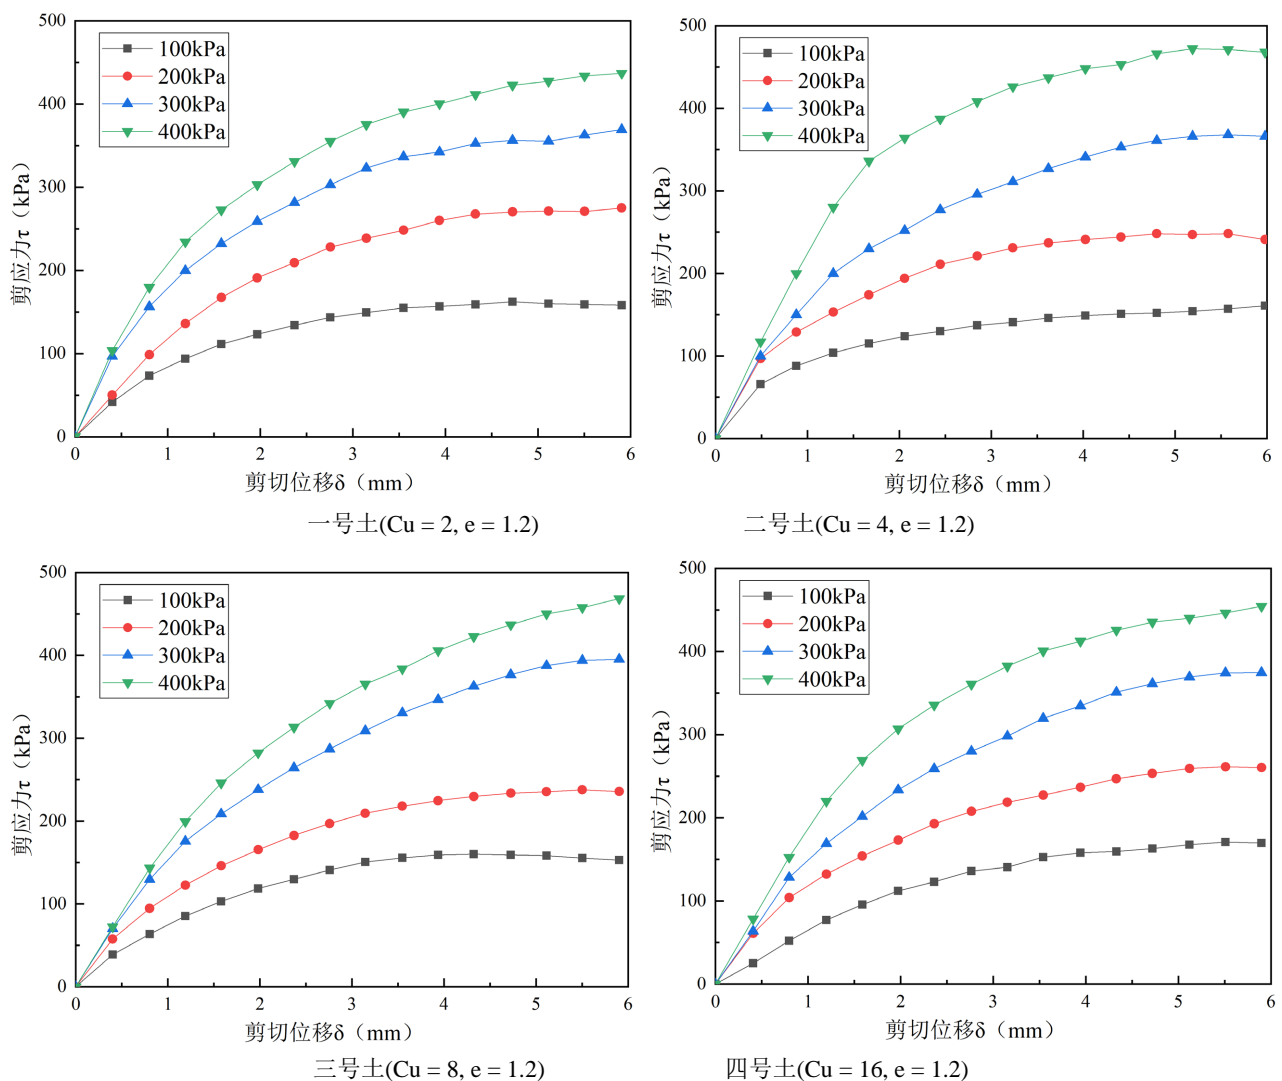 500
400
300
200
100
0
剪应力τ（kPa）
100kPa
200kPa
300kPa
400kPa
0 1 2 3 4 5 6
剪切位移δ（mm）
一号土(Cu = 2, e = 1.2)
500
400
300
200
100
0
剪应力τ（kPa）
100kPa
200kPa
300kPa
400kPa
0 1 2 3 4 5 6
剪切位移δ（mm）
二号土(Cu = 4, e = 1.2)
500
400
300
200
100
0
剪应力τ（kPa）
100kPa
200kPa
300kPa
400kPa
0 1 2 3 4 5 6
剪切位移δ（mm）
三号土(Cu = 8, e = 1.2)
500
400
300
200
100
0
剪应力τ（kPa）
100kPa
200kPa
300kPa
400kPa
0 1 2 3 4 5 6
剪切位移δ（mm）
四号土(Cu = 16, e = 1.2)